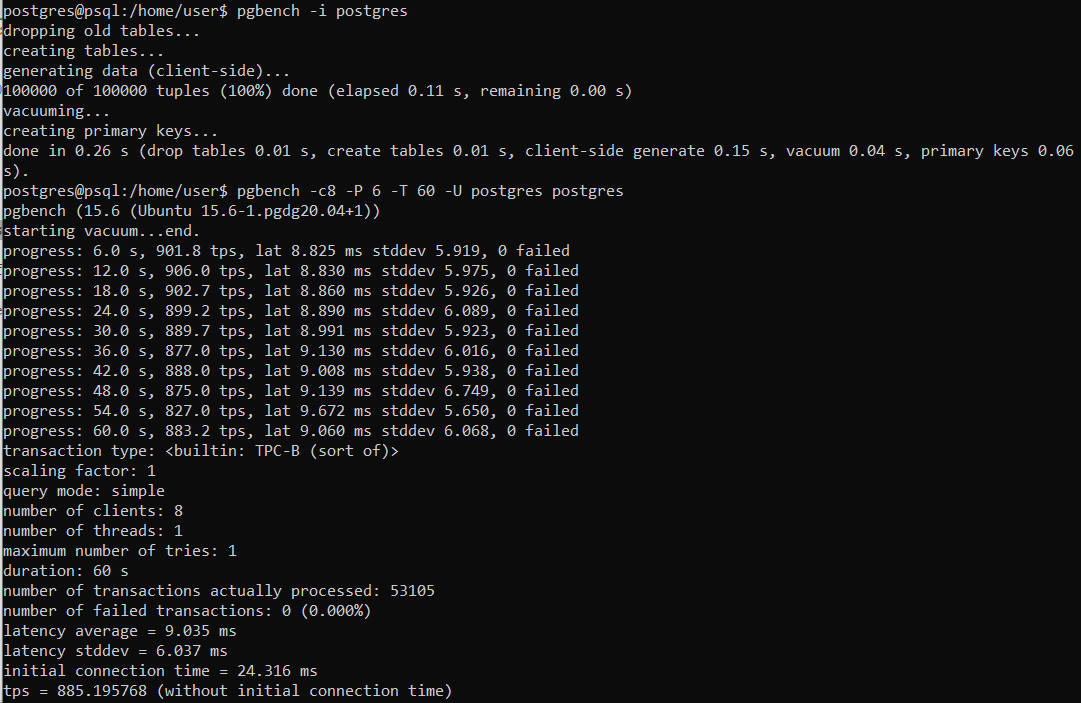 postgres@psql:/home/user$ pgbench -i postgres
dropping old tables...
creating tables...
generating data (client-side)...
100000 of 100000 tuples (100%) done (elapsed 0.11 s, remaining 0.00 s)
vacuuming...
creating primary keys...
done in 0.26 s (drop tables 0.01 s, create tables 0.01 s, client-side generate 0.15 s, vacuum 0.04 s, primary keys 0.06
s).
postgres@psql:/home/user$ pgbench -c8 -P 6 -T 60 -U postgres postgres
pgbench (15.6 (Ubuntu 15.6-1.pgdg20.04+1))
starting vacuum...end.
progress: 6.0 s, 901.8 tps, lat 8.825 ms stddev 5.919, 0 failed
progress: 12.0 s, 906.0 tps, lat 8.830 ms stddev 5.975, 0 failed
progress: 18.0 s, 902.7 tps, lat 8.860 ms stddev 5.926, 0 failed
progress: 24.0 s, 899.2 tps, lat 8.890 ms stddev 6.089, 0 failed
progress: 30.0 s, 889.7 tps, lat 8.991 ms stddev 5.923, 0 failed
progress: 36.0 s, 877.0 tps, lat 9.130 ms stddev 6.016, 0 failed
progress: 42.0 s, 888.0 tps, lat 9.008 ms stddev 5.938, 0 failed
progress: 48.0 s, 875.0 tps, lat 9.139 ms stddev 6.749, 0 failed
progress: 54.0 s, 827.0 tps, lat 9.672 ms stddev 5.650, 0 failed
progress: 60.0 s, 883.2 tps, lat 9.060 ms stddev 6.068, 0 failed
transaction type: <builtin: TPC-B (sort of)>
scaling factor: 1
query mode: simple
number of clients: 8
number of threads: 1
maximum number of tries: 1
duration: 60 s
number of transactions actually processed: 53105
number of failed transactions: 0 (0.000%)
latency average = 9.035 ms
latency stddev = 6.037 ms
initial connection time = 24.316 ms
tps = 885.195768 (without initial connection time)